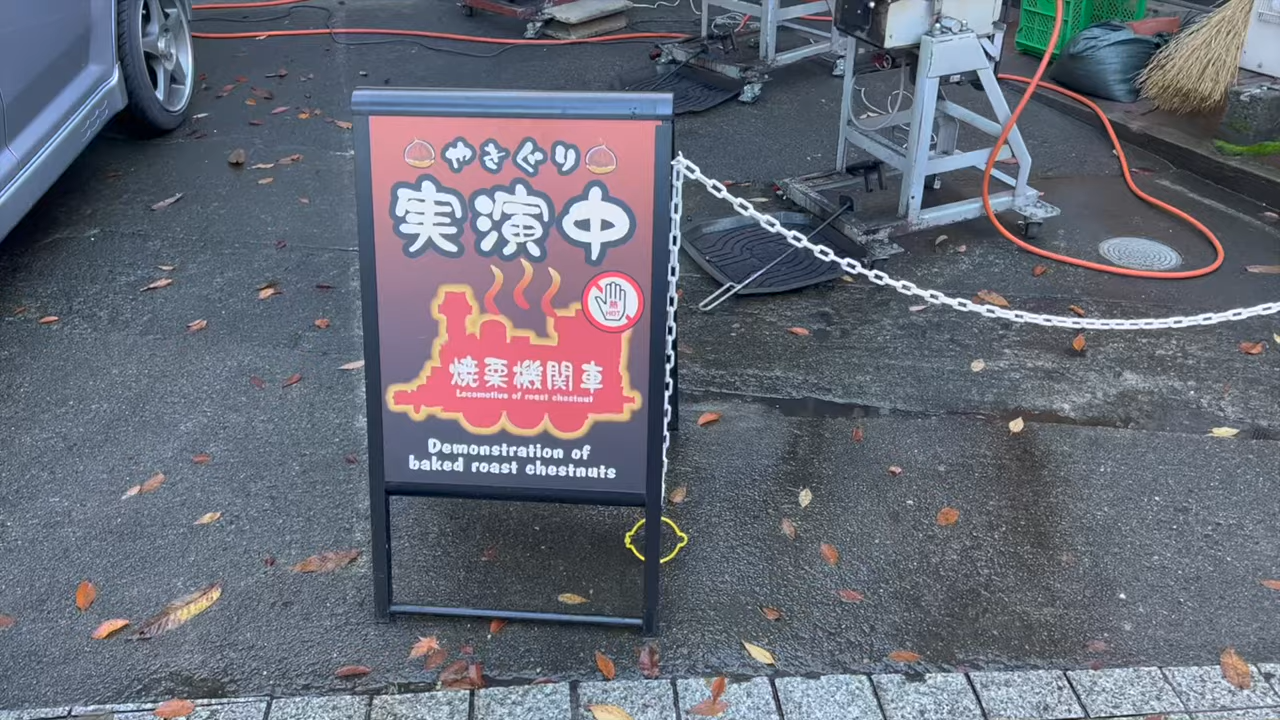 やきぐり
実演中
熱
HOT
焼栗機関車
Locomotive of roast chestnut
Demonstration of
baked roast chestnuts